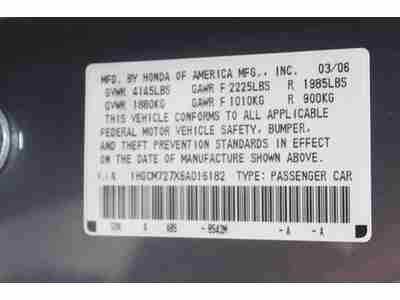 MFD. BY HONDA OF AMERICA MFG., INC. 03/06
GVWR 4145LBS GAWR F 2225LBS R 1985LBS
GVWR 1880KG GAWR F 1010KG R 900KG
THIS VEHICLE CONFORMS TO ALL APPLICABLE
FEDERAL MOTOR VEHICLE SAFETY, BUMPER,
AND THEFT PREVENTION STANDARDS IN EFFECT
ON THE DATE OF MANUFACTURE SHOWN ABOVE.
V.I.N. 1HGCM727X6A016182 TYPE: PASSENGER CAR
A -A -A